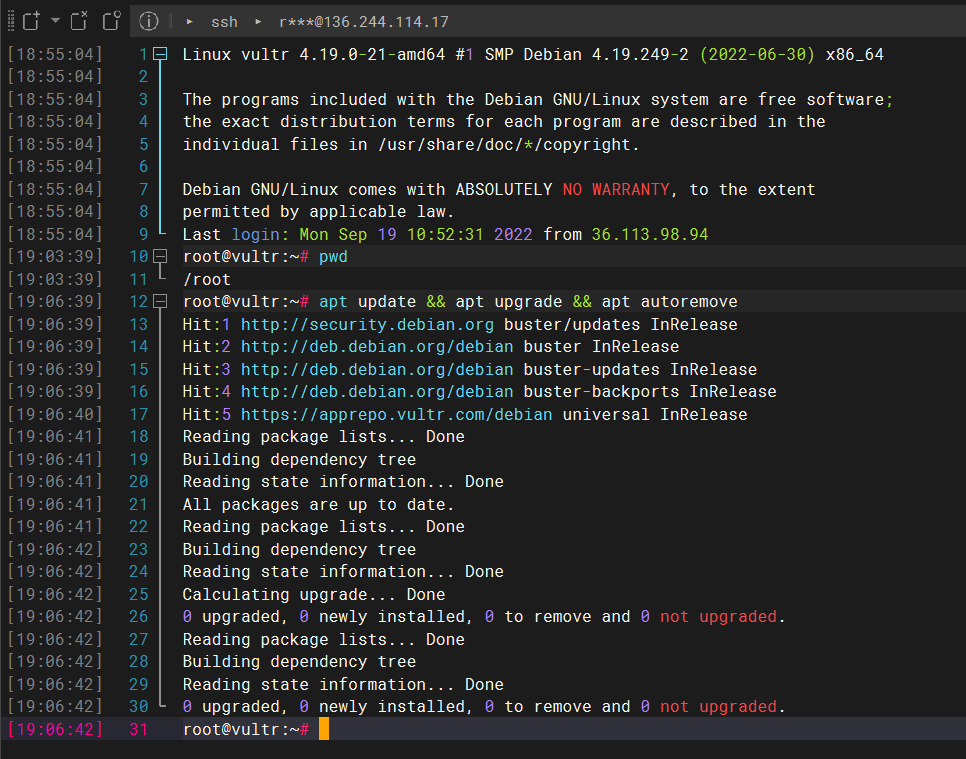 ssh r***@136.244.114.17
[18:55:04] 1 Linux vultr 4.19.0-21-amd64 #1 SMP Debian 4.19.249-2 (2022-06-30) x86_64
[18:55:04] 2
[18:55:04] 3 The programs included with the Debian GNU/Linux system are free software;
[18:55:04] 4 the exact distribution terms for each program are described in the
[18:55:04] 5 individual files in /usr/share/doc/*/copyright.
[18:55:04] 6
[18:55:04] 7 Debian GNU/Linux comes with ABSOLUTELY NO WARRANTY, to the extent
[18:55:04] 8 permitted by applicable law.
[18:55:04] 9 Last login: Mon Sep 19 10:52:31 2022 from 36.113.98.94
[19:03:39] 10 root@vultr:~# pwd
[19:03:39] 11 /root
[19:06:39] 12 root@vultr:~# apt update && apt upgrade && apt autoremove
[19:06:39] 13 Hit:1 http://security.debian.org buster/updates InRelease
[19:06:39] 14 Hit:2 http://deb.debian.org/debian buster InRelease
[19:06:39] 15 Hit:3 http://deb.debian.org/debian buster-updates InRelease
[19:06:39] 16 Hit:4 http://deb.debian.org/debian buster-backports InRelease
[19:06:40] 17 Hit:5 https://apprepo.vultr.com/debian universal InRelease
[19:06:41] 18 Reading package lists... Done
[19:06:41] 19 Building dependency tree
[19:06:41] 20 Reading state information... Done
[19:06:41] 21 All packages are up to date.
[19:06:41] 22 Reading package lists... Done
[19:06:42] 23 Building dependency tree
[19:06:42] 24 Reading state information... Done
[19:06:42] 25 Calculating upgrade... Done
[19:06:42] 26 0 upgraded, 0 newly installed, 0 to remove and 0 not upgraded.
[19:06:42] 27 Reading package lists... Done
[19:06:42] 28 Building dependency tree
[19:06:42] 29 Reading state information... Done
[19:06:42] 30 0 upgraded, 0 newly installed, 0 to remove and 0 not upgraded.
[19:06:42] 31 root@vultr:~#